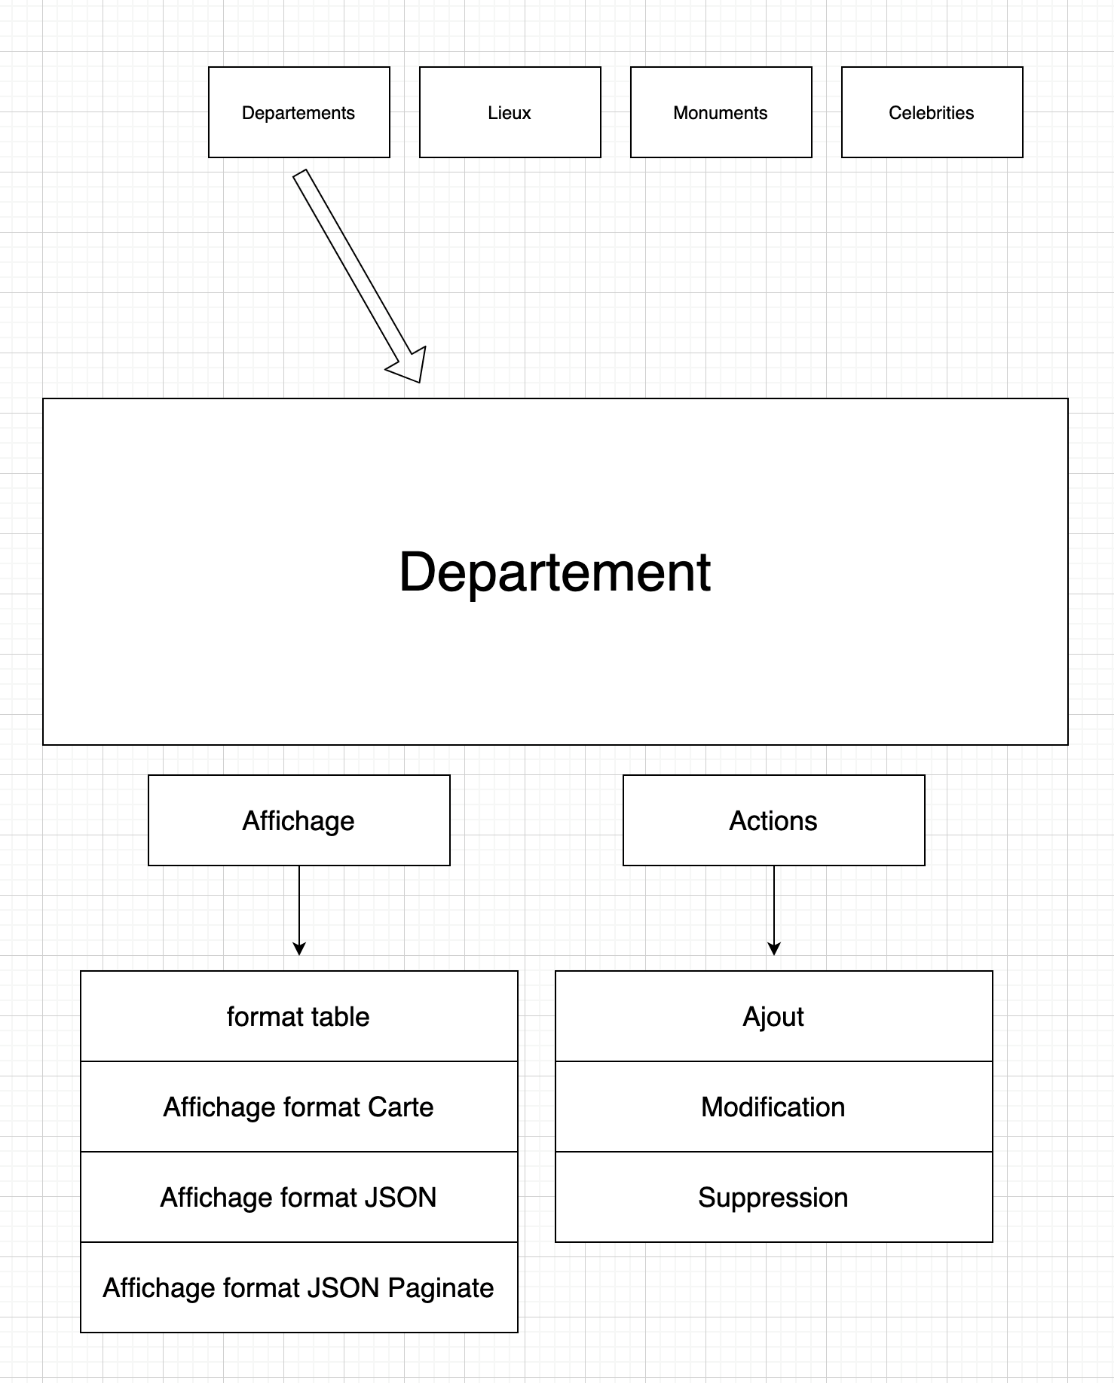 Departements
Lieux
Monuments
Celebrities
Departement
Affichage
Actions
format table
Affichage format Carte
Affichage format JSON
Affichage format JSON Paginate
Ajout
Modification
Suppression